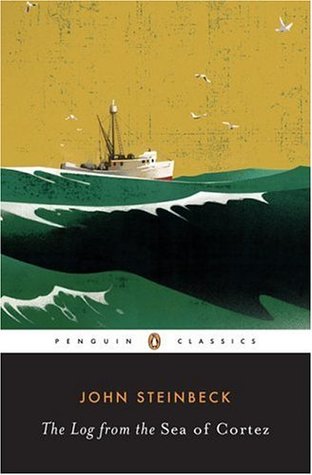 PENGUIN CLASSICS
JOHN STEINBECK
The Log from the Sea of Cortez